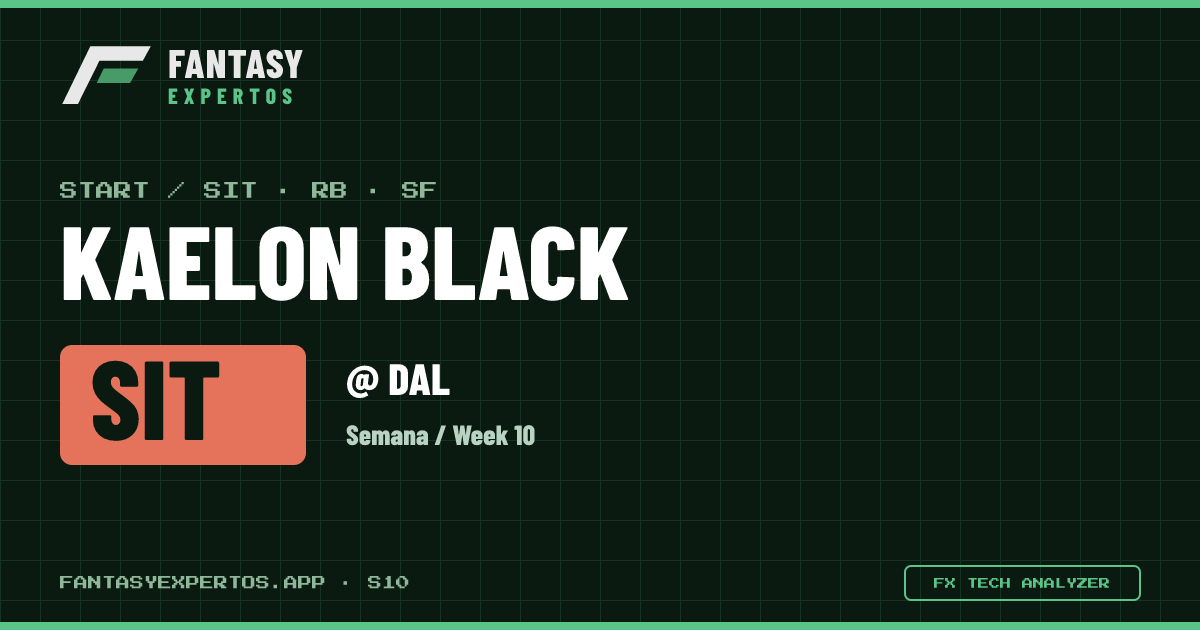 FANTASY
EXPERTOS
START / SIT · RB · SF
KAELON BLACK
SIT
@ DAL
Semana / Week 10
FANTASYEXPERTOS.APP · S10
FX TECH ANALYZER